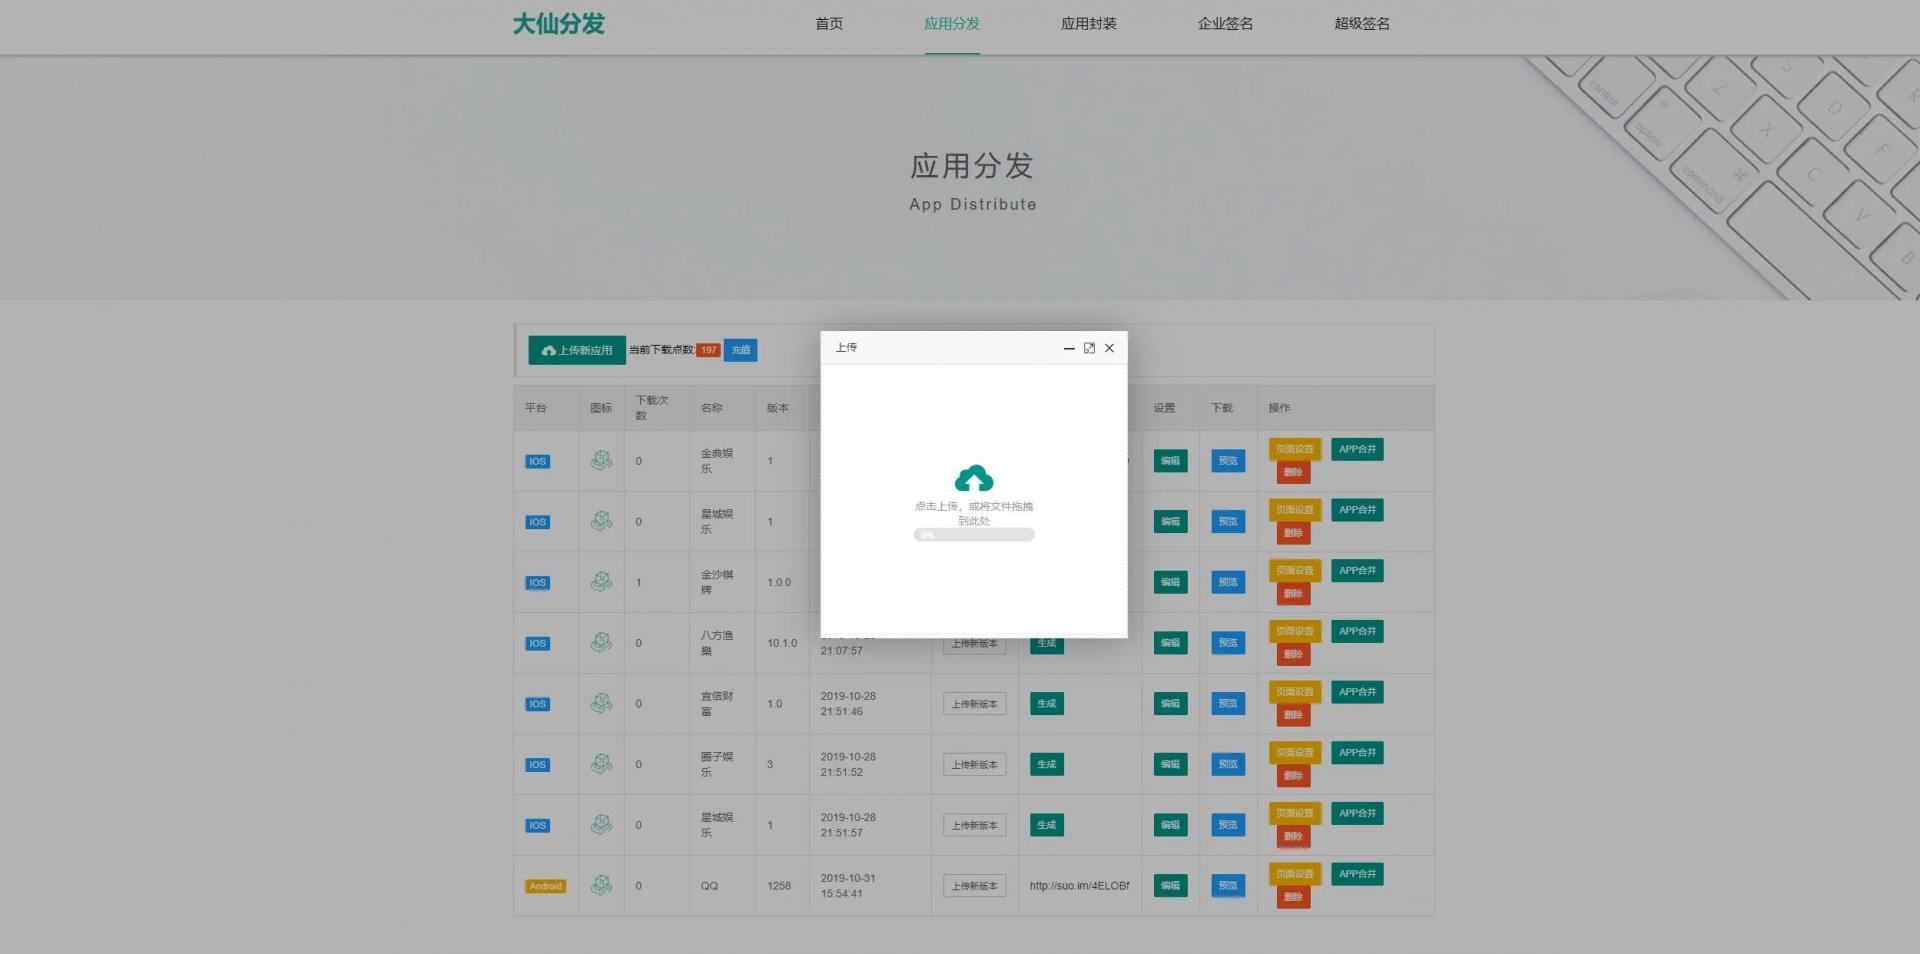 大仙分发
首页 应用分发 应用封装 企业签名 超级签名
control option command
S Z D X F C V B
应用分发
App Distribute
上传新应用 当前下载点数: 197 充值
上传
点击上传，或将文件拖拽
到此处
0%
平台 图标 下载次数 名称 版本 设置 下载 操作
IOS 0 金典娱乐 1 编辑 预览 页面设置 APP合并 删除
IOS 0 星城娱乐 1 编辑 预览 页面设置 APP合并 删除
IOS 1 金沙棋牌 1.0.0 编辑 预览 页面设置 APP合并 删除
IOS 0 八方渔樂 10.1.0 21:07:57 上传新版本 生成 编辑 预览 页面设置 APP合并 删除
IOS 0 宜信财富 1.0 2019-10-28 21:51:46 上传新版本 生成 编辑 预览 页面设置 APP合并 删除
IOS 0 圈子娱乐 3 2019-10-28 21:51:52 上传新版本 生成 编辑 预览 页面设置 APP合并 删除
IOS 0 星城娱乐 1 2019-10-28 21:51:57 上传新版本 生成 编辑 预览 页面设置 APP合并 删除
Android 0 QQ 1258 2019-10-31 15:54:41 上传新版本 http://suo.im/4ELOBf 编辑 预览 页面设置 APP合并 删除